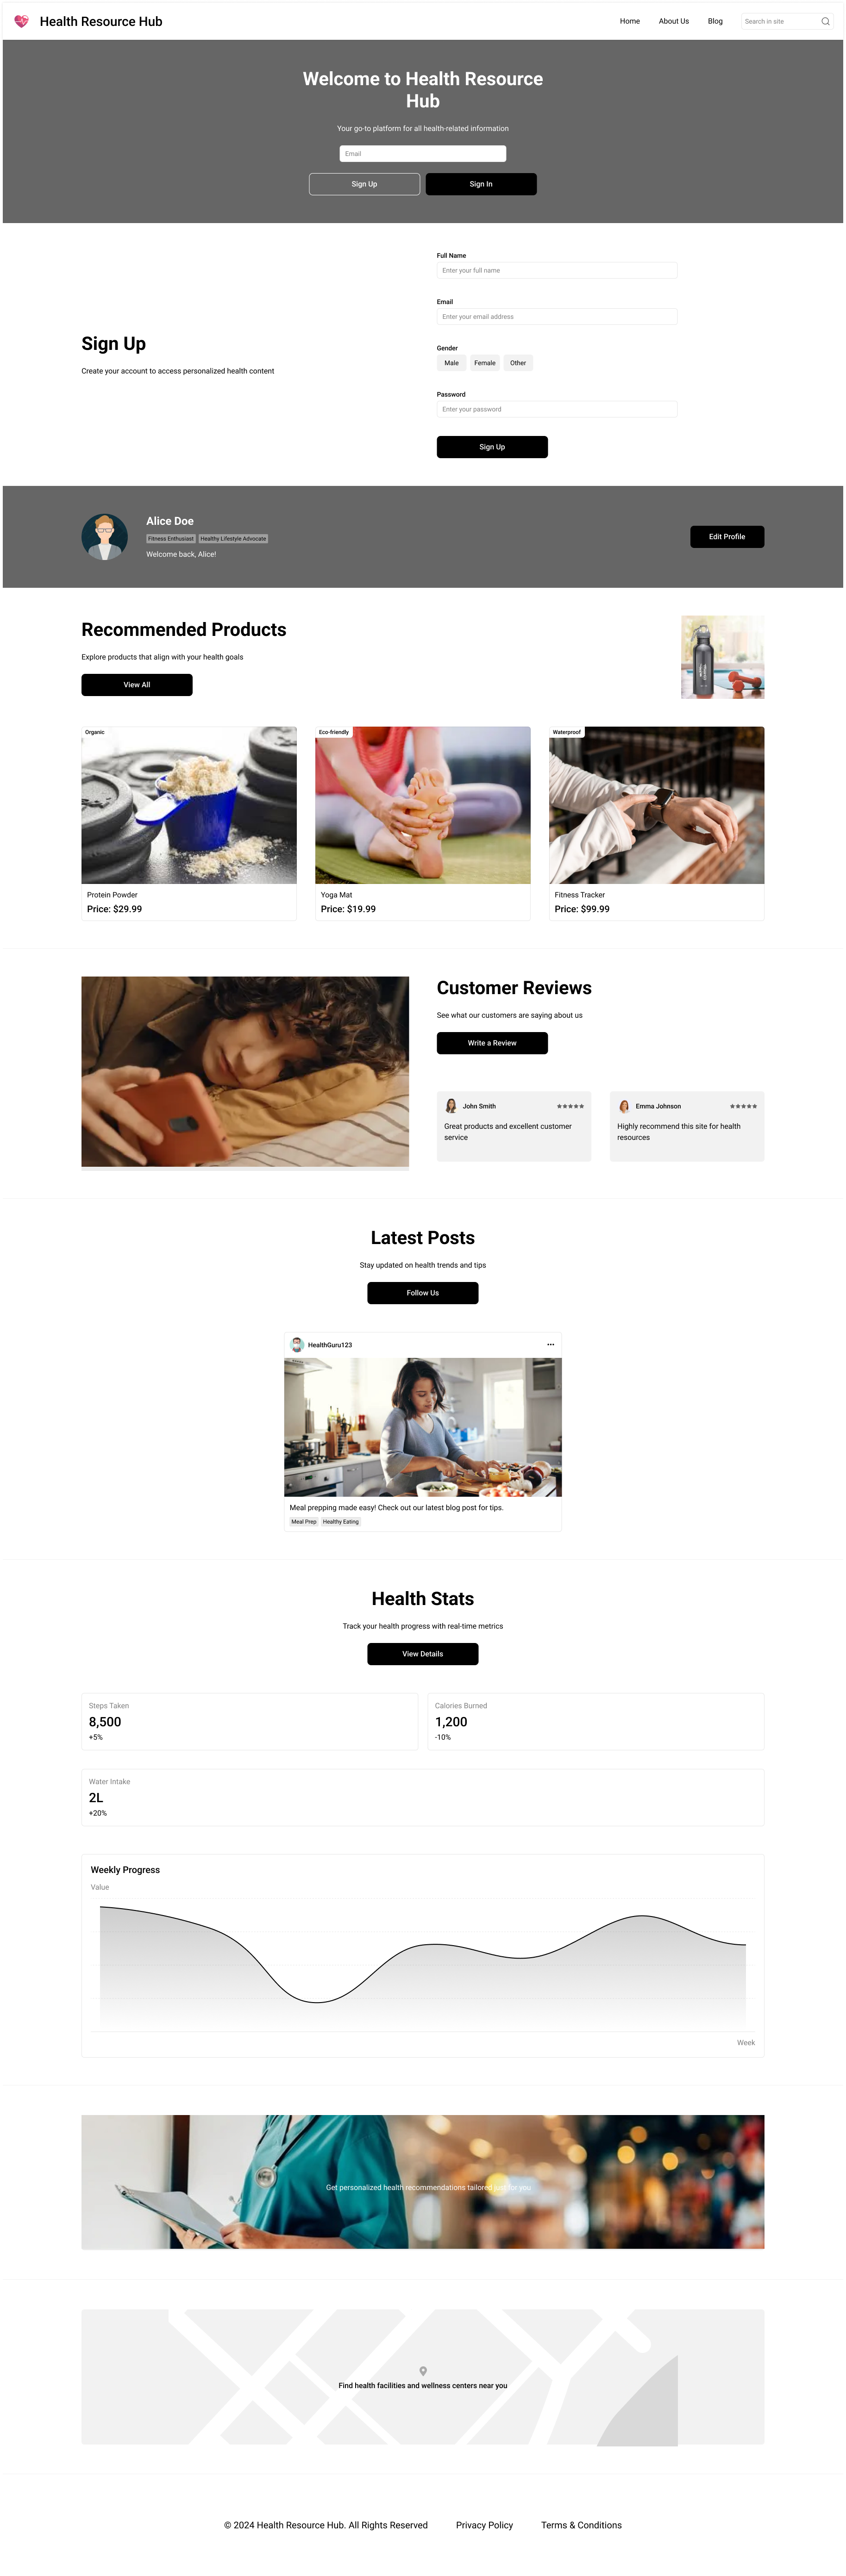 Health Resource Hub
Home
About Us
Blog
Search in site
Welcome to Health Resource
Hub
Your go-to platform for all health-related information
Email
Sign Up
Sign In
Sign Up
Create your account to access personalized health content
Full Name
Enter your full name
Email
Enter your email address
Gender
Male
Female
Other
Password
Enter your password
Sign Up
Alice Doe
Fitness Enthusiast
Healthy Lifestyle Advocate
Welcome back, Alice!
Edit Profile
Recommended Products
Explore products that align with your health goals
View All
Organic
Protein Powder
Price: $29.99
Eco-friendly
Yoga Mat
Price: $19.99
Waterproof
Fitness Tracker
Price: $99.99
Customer Reviews
See what our customers are saying about us
Write a Review
John Smith
Great products and excellent customer
service
Emma Johnson
Highly recommend this site for health
resources
Latest Posts
Stay updated on health trends and tips
Follow Us
HealthGuru123
Meal prepping made easy! Check out our latest blog post for tips.
Meal Prep
Healthy Eating
Health Stats
Track your health progress with real-time metrics
View Details
Steps Taken
8,500
+5%
Calories Burned
1,200
-10%
Water Intake
2L
+20%
Weekly Progress
Value
Week
Get personalized health recommendations tailored just for you
Find health facilities and wellness centers near you
© 2024 Health Resource Hub. All Rights Reserved
Privacy Policy
Terms & Conditions